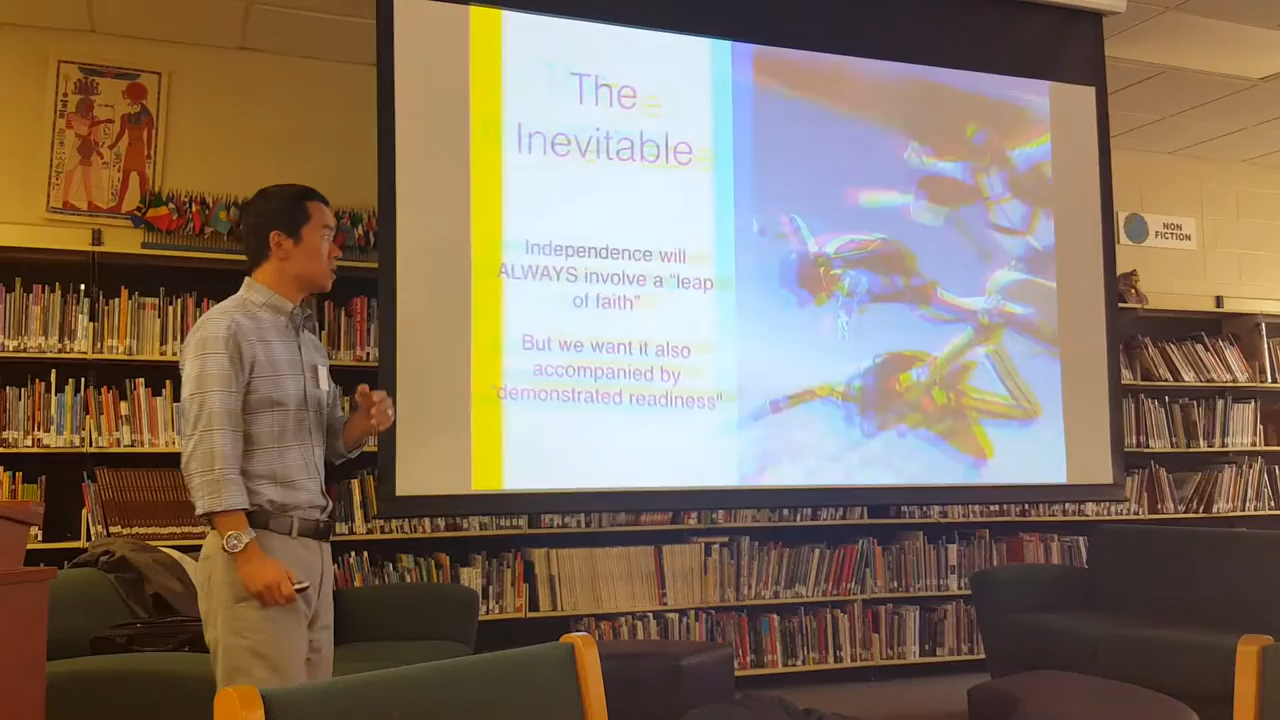 The
Inevitable
Independence will
ALWAYS involve a "leap
of faith"
But we want it also
accompanied by
"demonstrated readiness"
NON
FICTION